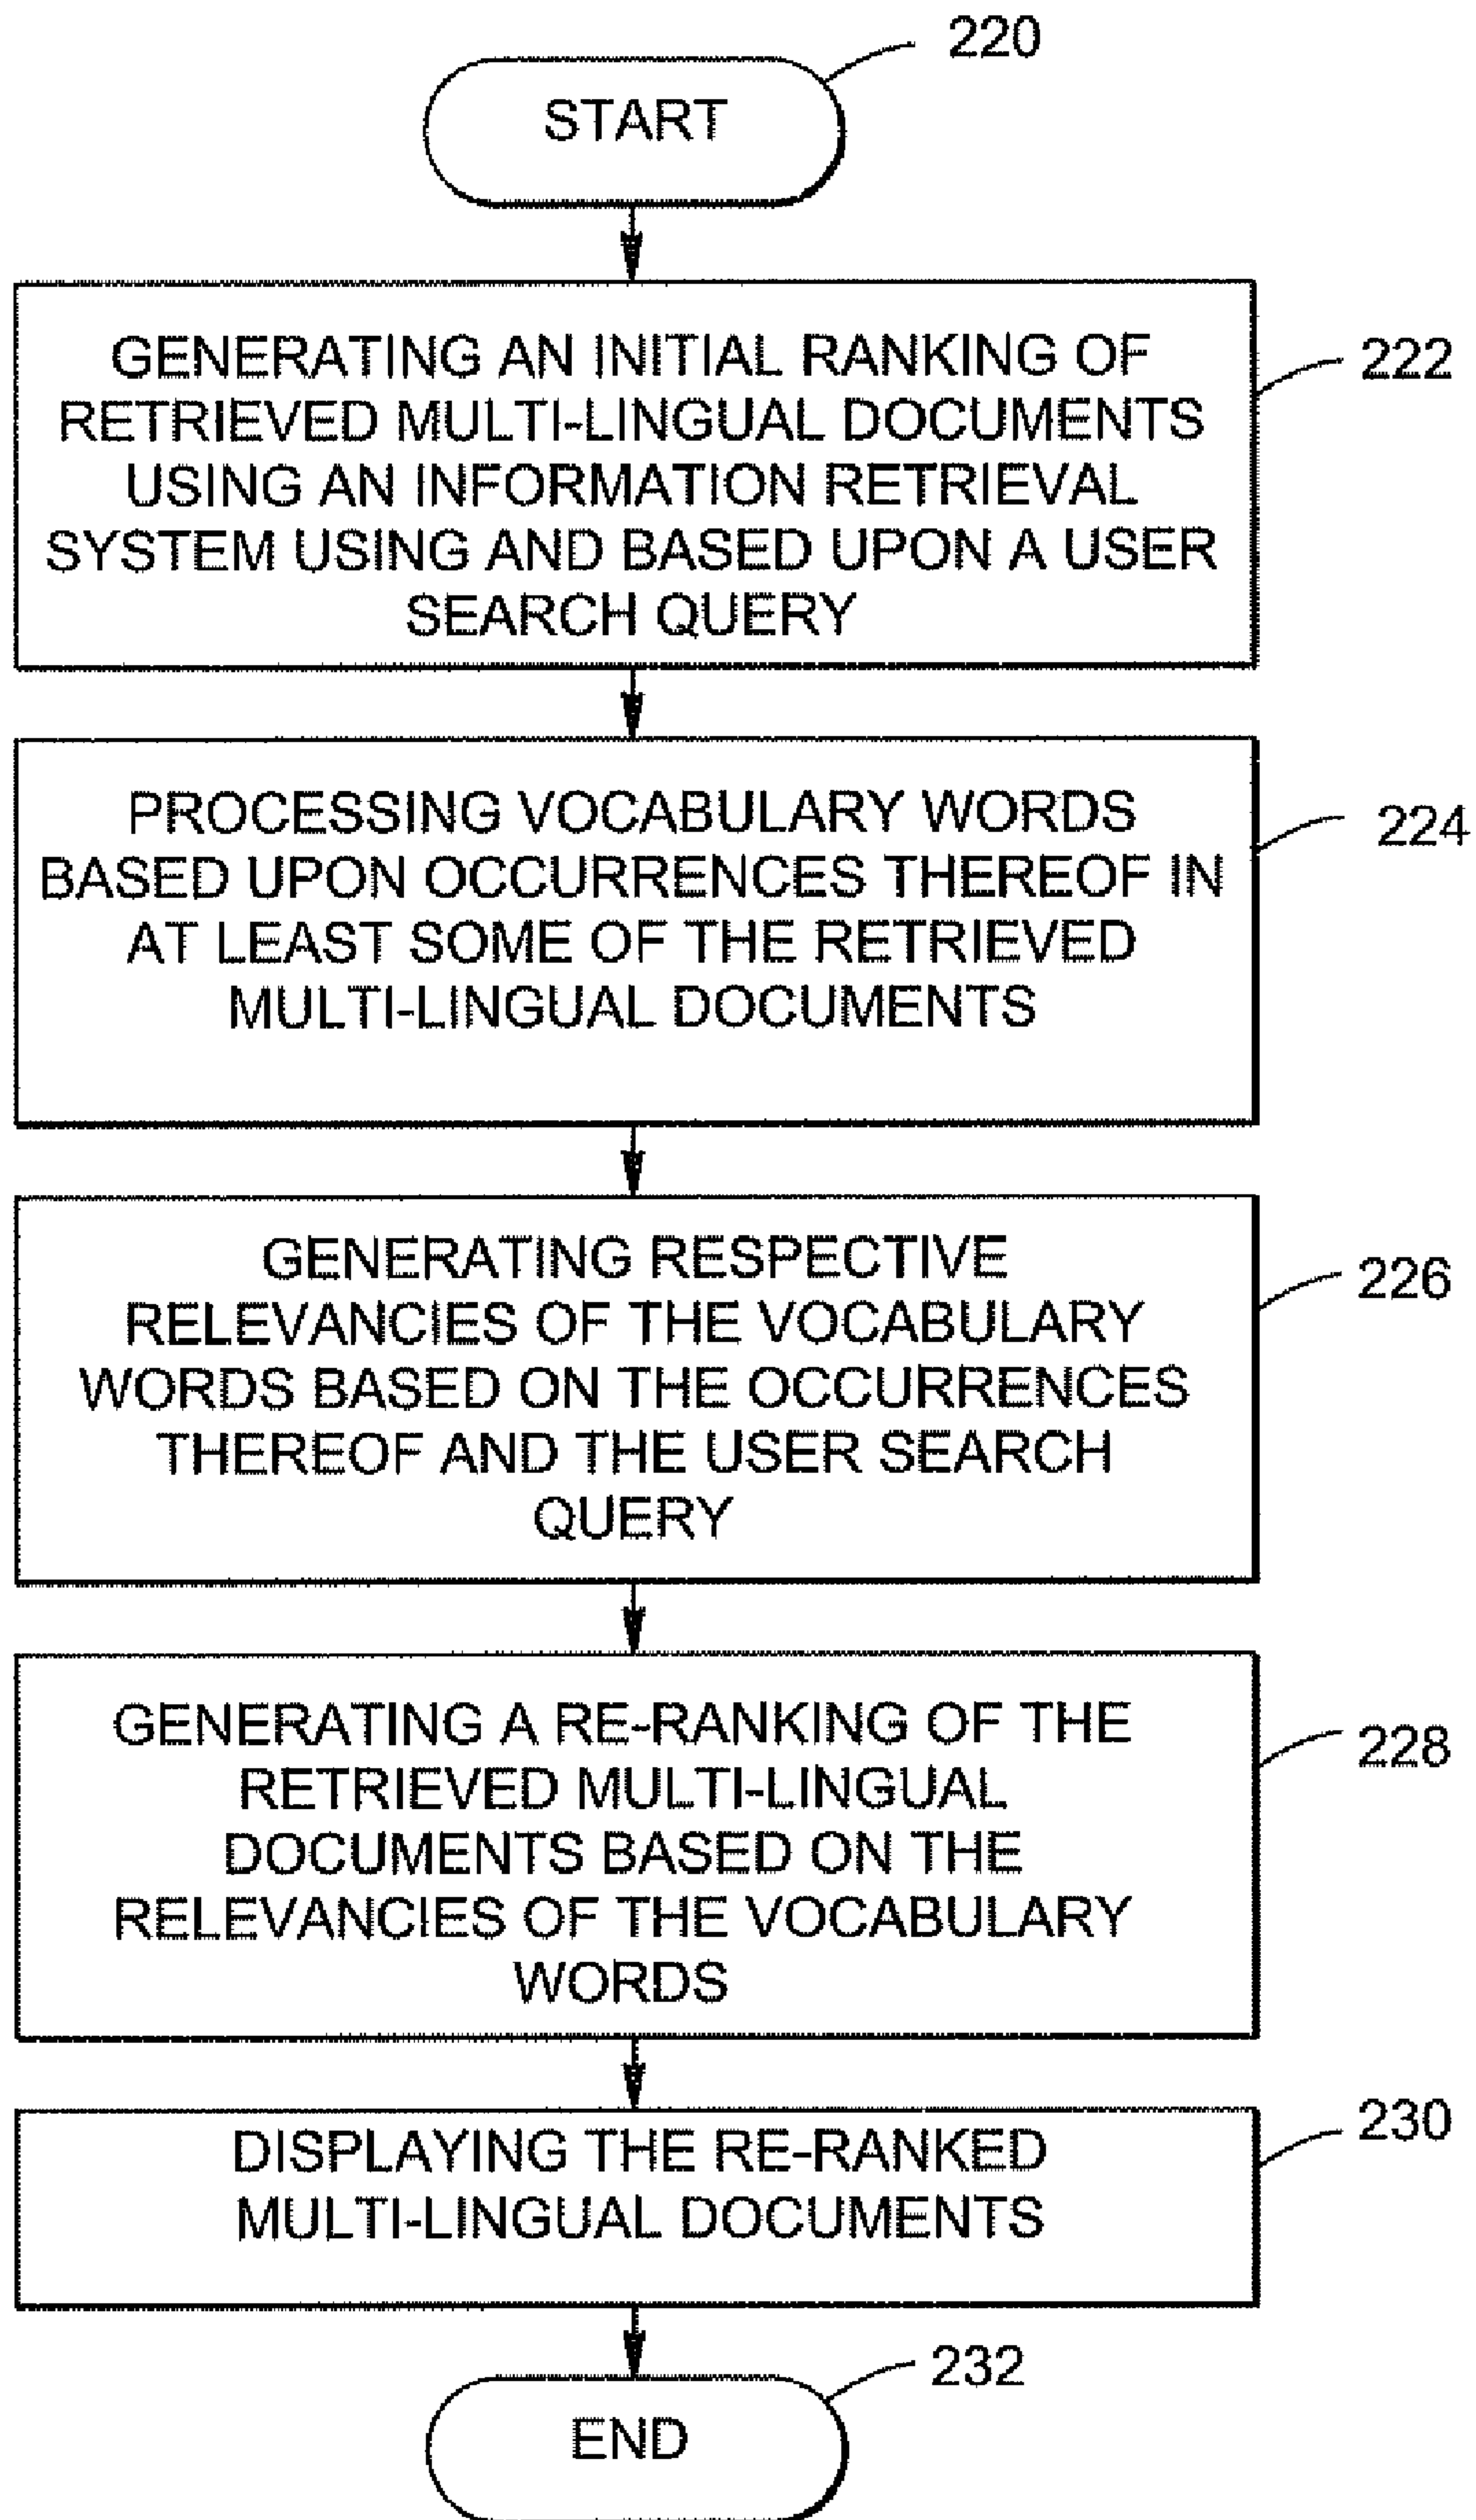 220
START
GENERATING AN INITIAL RANKING OF
RETRIEVED MULTI-LINGUAL DOCUMENTS
USING AN INFORMATION RETRIEVAL
SYSTEM USING AND BASED UPON A USER
SEARCH QUERY
222
PROCESSING VOCABULARY WORDS
BASED UPON OCCURRENCES THEREOF IN
AT LEAST SOME OF THE RETRIEVED
MULTI-LINGUAL DOCUMENTS
224
GENERATING RESPECTIVE
RELEVANCIES OF THE VOCABULARY
WORDS BASED ON THE OCCURRENCES
THEREOF AND THE USER SEARCH
QUERY
226
GENERATING A RE-RANKING OF THE
RETRIEVED MULTI-LINGUAL
DOCUMENTS BASED ON THE
RELEVANCIES OF THE VOCABULARY
WORDS
228
DISPLAYING THE RE-RANKED
MULTI-LINGUAL DOCUMENTS
230
232
END